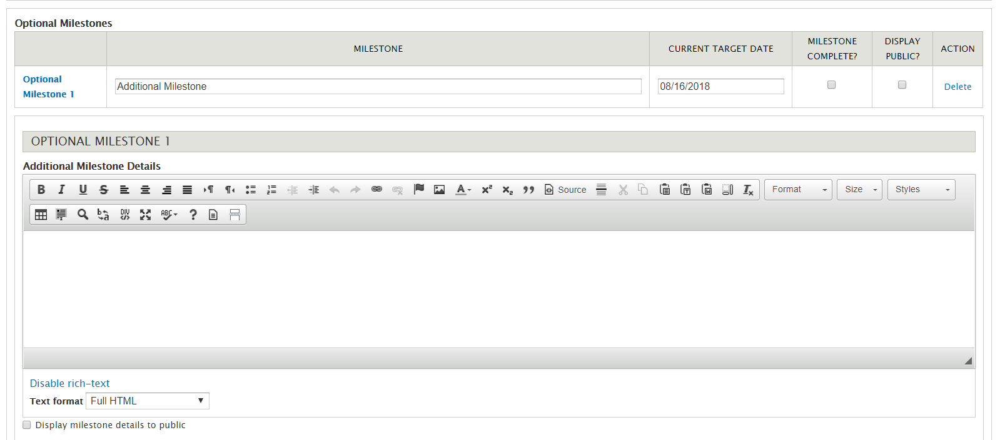 Optional Milestones
MILESTONE
CURRENT TARGET DATE
MILESTONE
COMPLETE?
DISPLAY
PUBLIC?
ACTION
Optional
Milestone 1
Additional Milestone
08/16/2018
Delete
OPTIONAL MILESTONE 1
Additional Milestone Details
Source
Format
Size
Styles
Disable rich-text
Text format Full HTML
Display milestone details to public